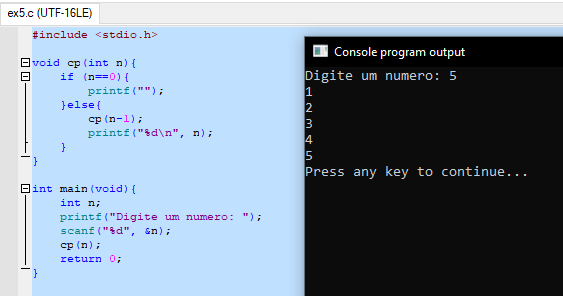 ex5.c (UTF-16LE)
#include <stdio.h>
void cp(int n){
if (n==0){
printf("");
}else{
cp(n-1);
printf("%d\n", n);
}
}
int main(void){
int n;
printf("Digite um numero: ");
scanf("%d", &n);
cp(n);
return 0;
}
Console program output
Digite um numero: 5
1
2
3
4
5
Press any key to continue...